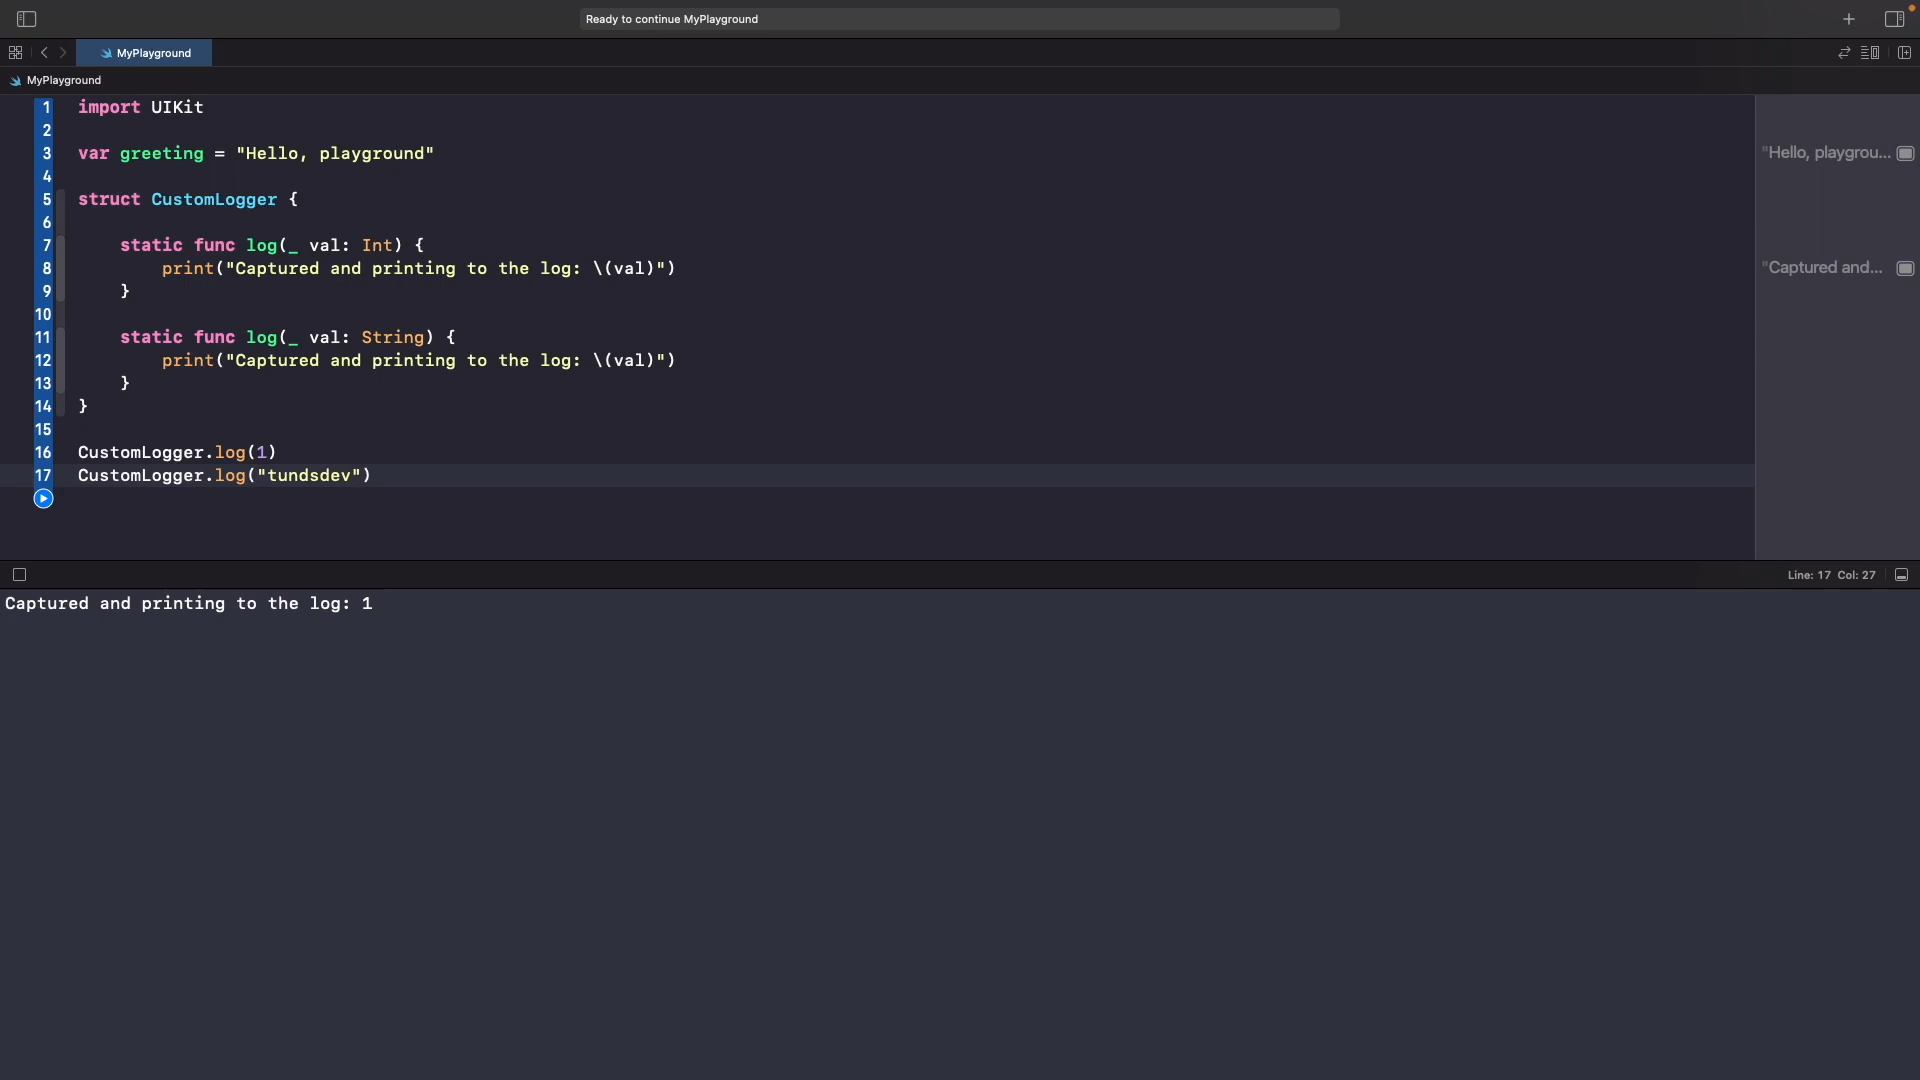 Ready to continue MyPlayground
MyPlayground
MyPlayground
1 import UIKit
2
3 var greeting = "Hello, playground"
"Hello, playgrou...
4
5 struct CustomLogger {
6
7 static func log(_ val: Int) {
8 print("Captured and printing to the log: \(val)")
"Captured and...
9 }
10
11 static func log(_ val: String) {
12 print("Captured and printing to the log: \(val)")
13 }
14 }
15
16 CustomLogger.log(1)
17 CustomLogger.log("tundsdev")
Line: 17 Col: 27
Captured and printing to the log: 1